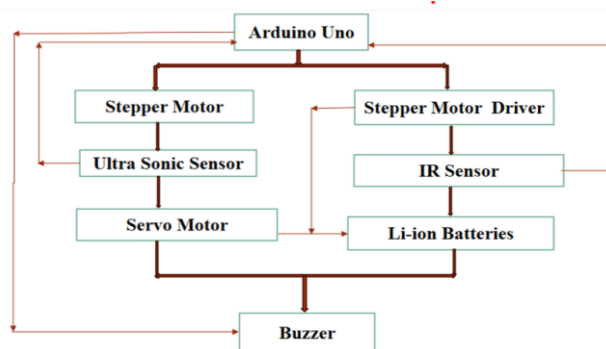 Arduino Uno
Stepper Motor
Stepper Motor Driver
Ultra Sonic Sensor
IR Sensor
Servo Motor
Li-ion Batteries
Buzzer